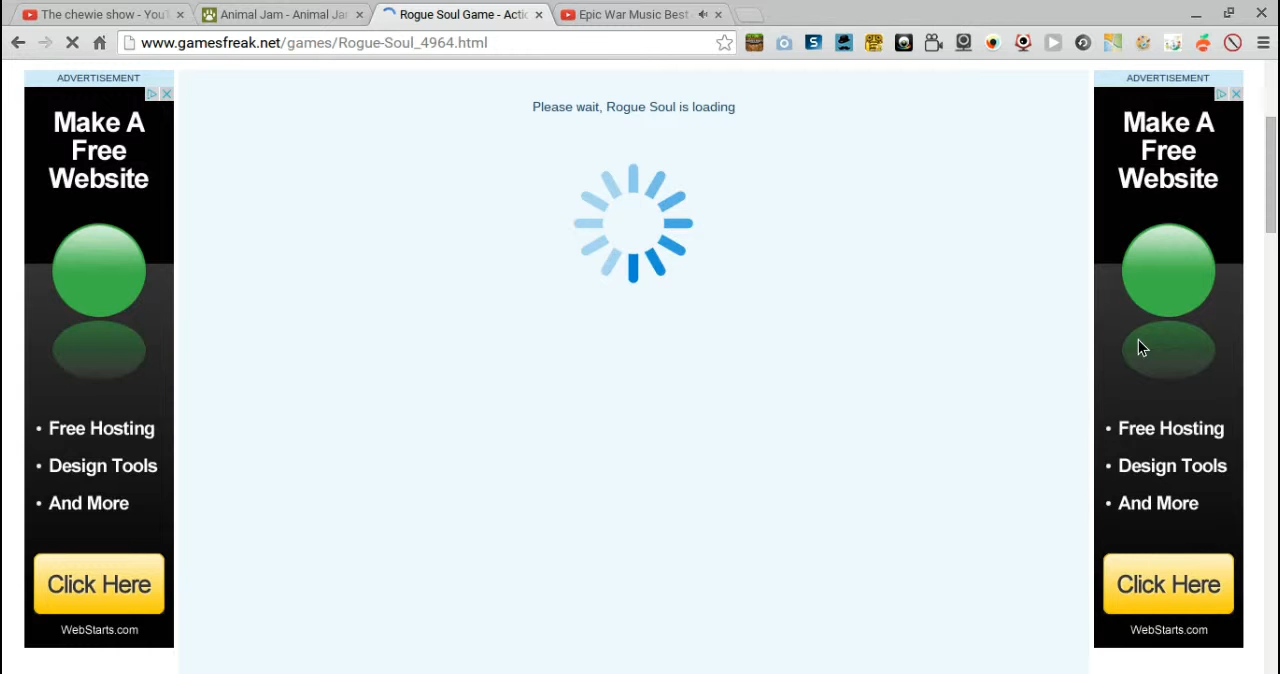 The chewie show - YouT
Animal Jam - Animal Jar
Rogue Soul Game - Actio
Epic War Music Best
www.gamesfreak.net/games/Rogue-Soul_4964.html
ADVERTISEMENT
Make A
Free
Website
• Free Hosting
• Design Tools
• And More
Click Here
WebStarts.com
Please wait, Rogue Soul is loading
ADVERTISEMENT
Make A
Free
Website
• Free Hosting
• Design Tools
• And More
Click Here
WebStarts.com